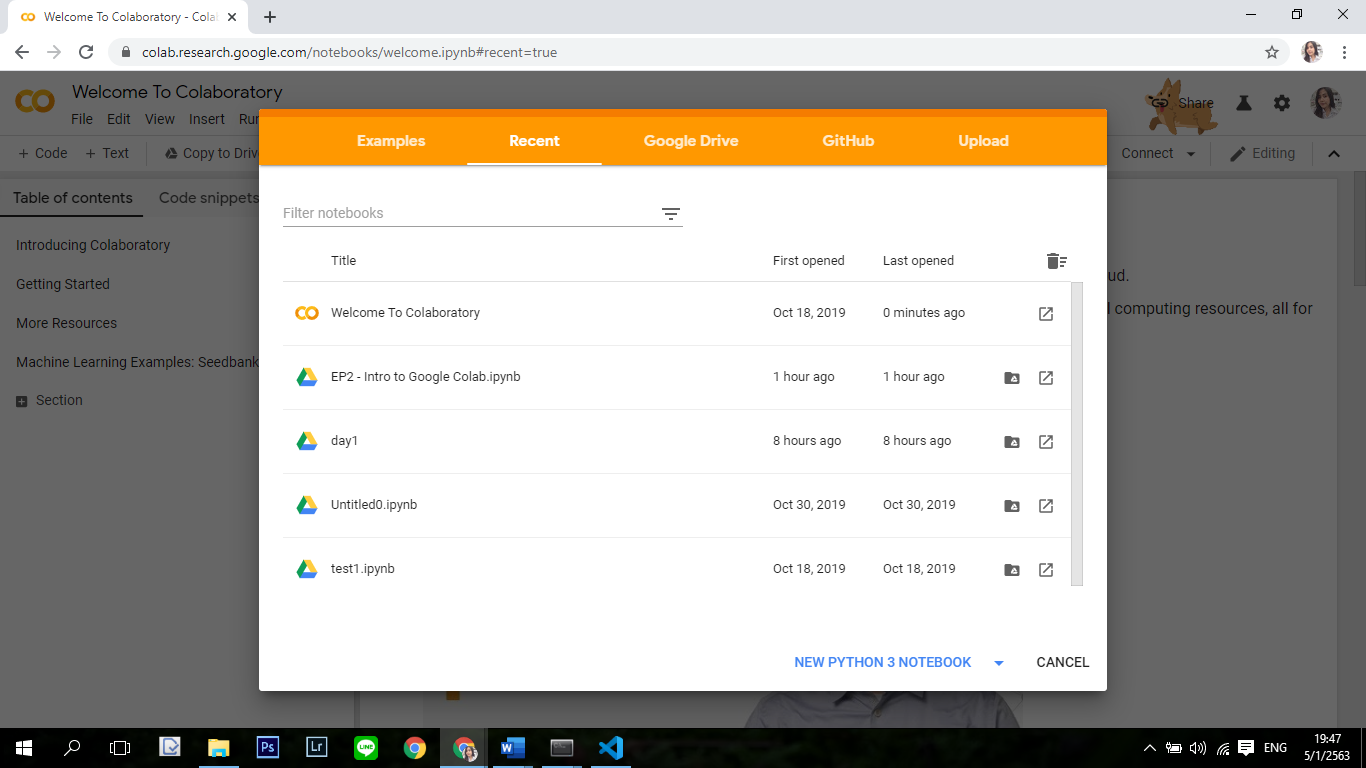 Welcome To Colaboratory - Cola
colab.research.google.com/notebooks/welcome.ipynb#recent=true
Welcome To Colaboratory
File Edit View Insert Run
Share
+ Code + Text Copy to Drive
Connect Editing
Examples Recent Google Drive GitHub Upload
Table of contents Code snippets
Introducing Colaboratory
Getting Started
More Resources
Machine Learning Examples: Seedbank
Section
Filter notebooks
Title First opened Last opened
Welcome To Colaboratory Oct 18, 2019 0 minutes ago
EP2 - Intro to Google Colab.ipynb 1 hour ago 1 hour ago
day1 8 hours ago 8 hours ago
Untitled0.ipynb Oct 30, 2019 Oct 30, 2019
test1.ipynb Oct 18, 2019 Oct 18, 2019
NEW PYTHON 3 NOTEBOOK CANCEL
ud.
computing resources, all for
Ps Lr LINE
ENG
19:47
5/1/2563